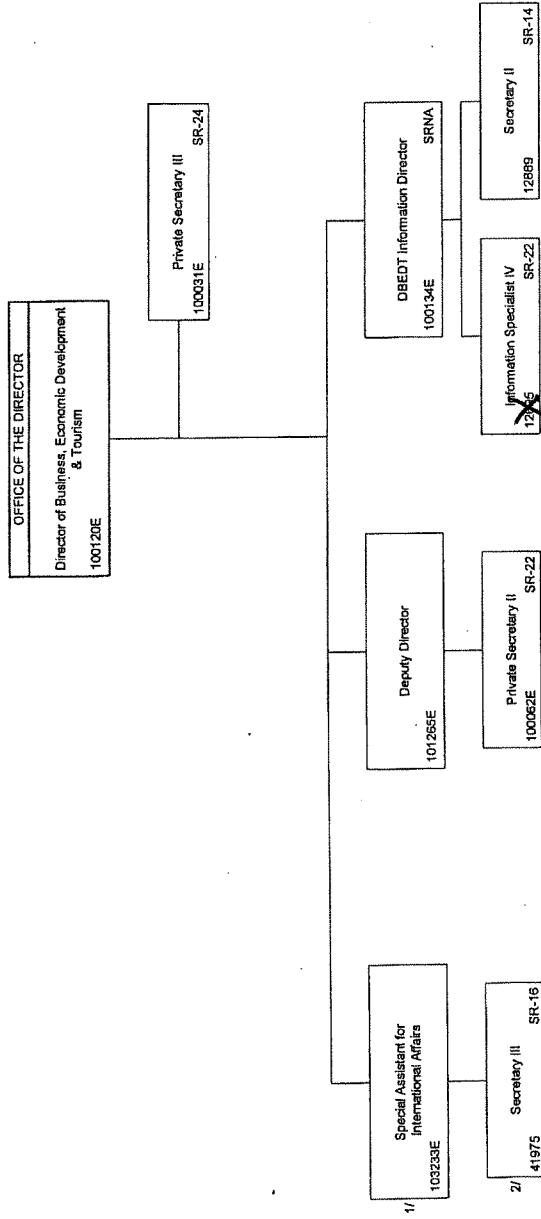 OFFICE OF THE DIRECTOR
Director of Business, Economic Development
& Tourism
100120E
Private Secretary III
100031E SR-24
1/
Special Assistant for
International Affairs
103233E
Deputy Director
101265E
DBEDT Information Director
100134E SRNA
2/
Secretary III
41975 SR-16
Private Secretary II
100062E SR-22
Information Specialist IV
SR-22
Secretary II
12889 SR-14